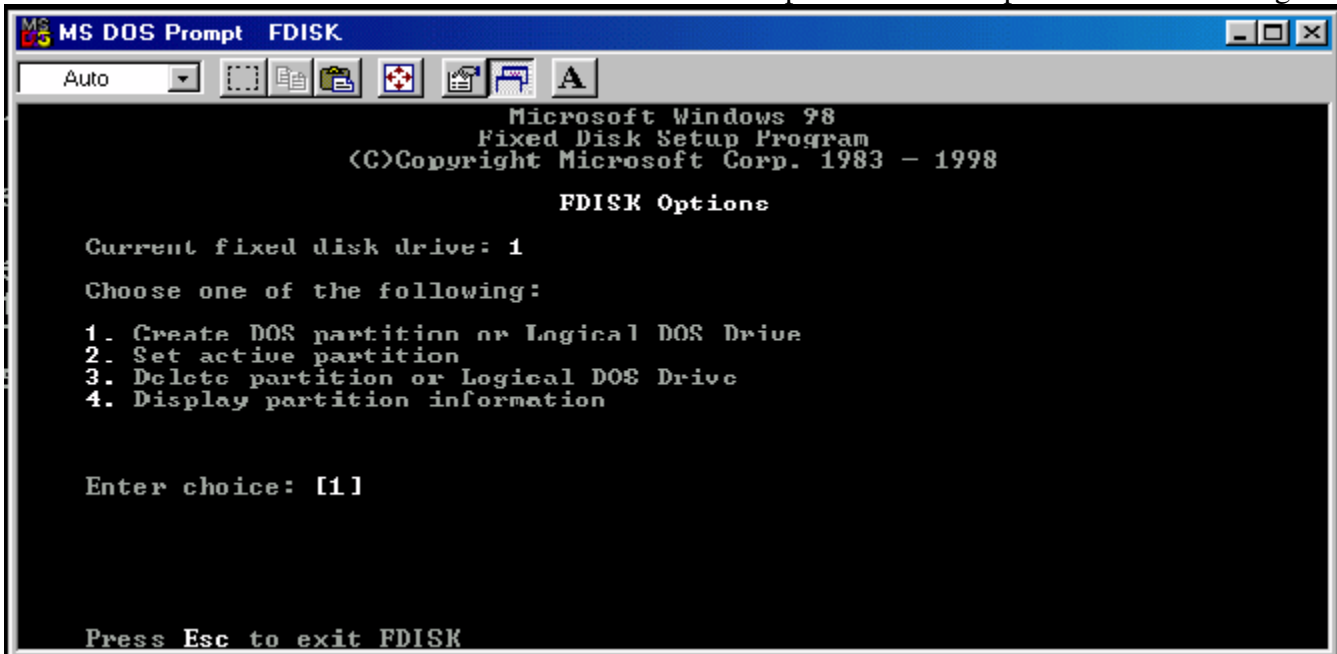 MS DOS Prompt FDISK
Auto
A
Microsoft Windows 98
Fixed Disk Setup Program
(C)Copyright Microsoft Corp. 1983 - 1998
FDISK Options
Current fixed disk drive: 1
Choose one of the following:
1. Create DOS partition or Logical DOS Drive
2. Set active partition
3. Delete partition or Logical DOS Drive
4. Display partition information
Enter choice: [1]
Press Esc to exit FDISK